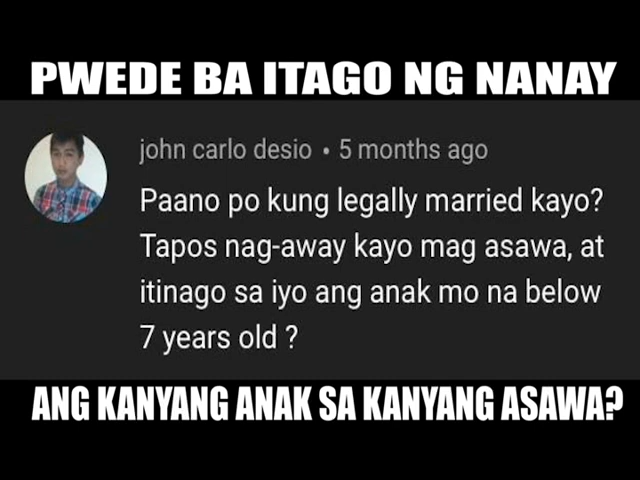 PWEDE BA ITAGO NG NANAY
john carlo desio • 5 months ago
Paano po kung legally married kayo?
Tapos nag-away kayo mag asawa, at
itinago sa iyo ang anak mo na below
7 years old ?
ANG KANYANG ANAK SA KANYANG ASAWA?